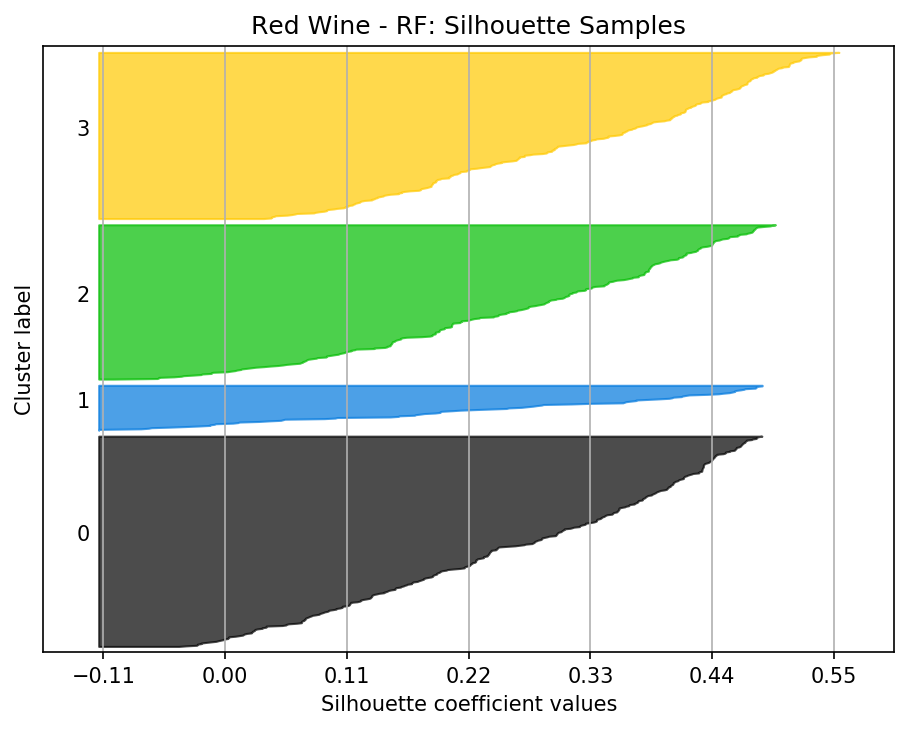 Red Wine - RF: Silhouette Samples
3
2
1
0
Cluster label
−0.11 0.00 0.11 0.22 0.33 0.44 0.55
Silhouette coefficient values